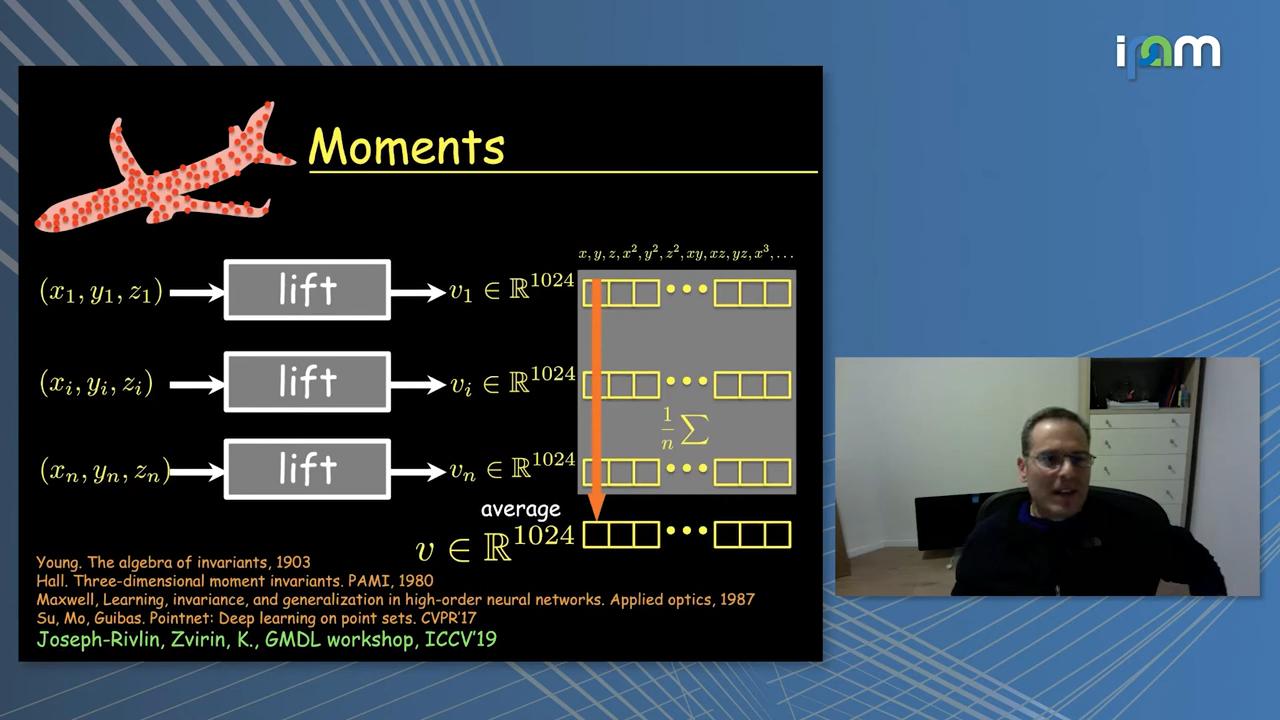 ipam
Moments
x, y, z, x², y², z², xy, xz, yz, x³, ...
(x₁, y₁, z₁) lift v₁ ∈ ℝ¹⁰²⁴ •••
(xᵢ, yᵢ, zᵢ) lift vᵢ ∈ ℝ¹⁰²⁴ •••
1/n ∑
(xₙ, yₙ, zₙ) lift vₙ ∈ ℝ¹⁰²⁴ •••
average
v ∈ ℝ¹⁰²⁴ •••
Young. The algebra of invariants, 1903
Hall. Three-dimensional moment invariants. PAMI, 1980
Maxwell, Learning, invariance, and generalization in high-order neural networks. Applied optics, 1987
Su, Mo, Guibas. Pointnet: Deep learning on point sets. CVPR'17
Joseph-Rivlin, Zvirin, K., GMDL workshop, ICCV'19